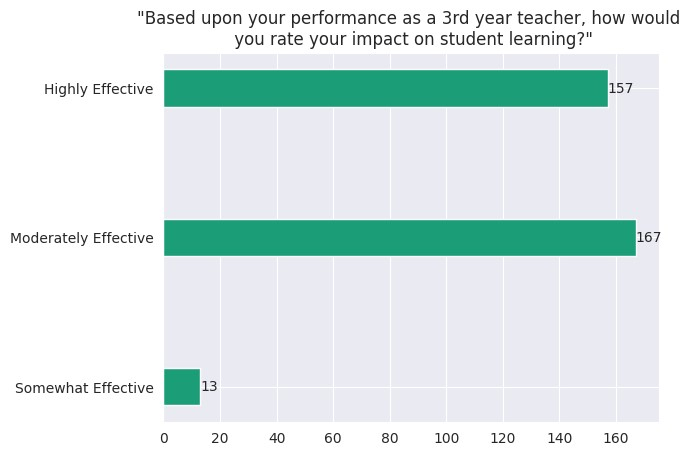 "Based upon your performance as a 3rd year teacher, how would
you rate your impact on student learning?"
Highly Effective
157
Moderately Effective
167
Somewhat Effective
13
0 20 40 60 80 100 120 140 160